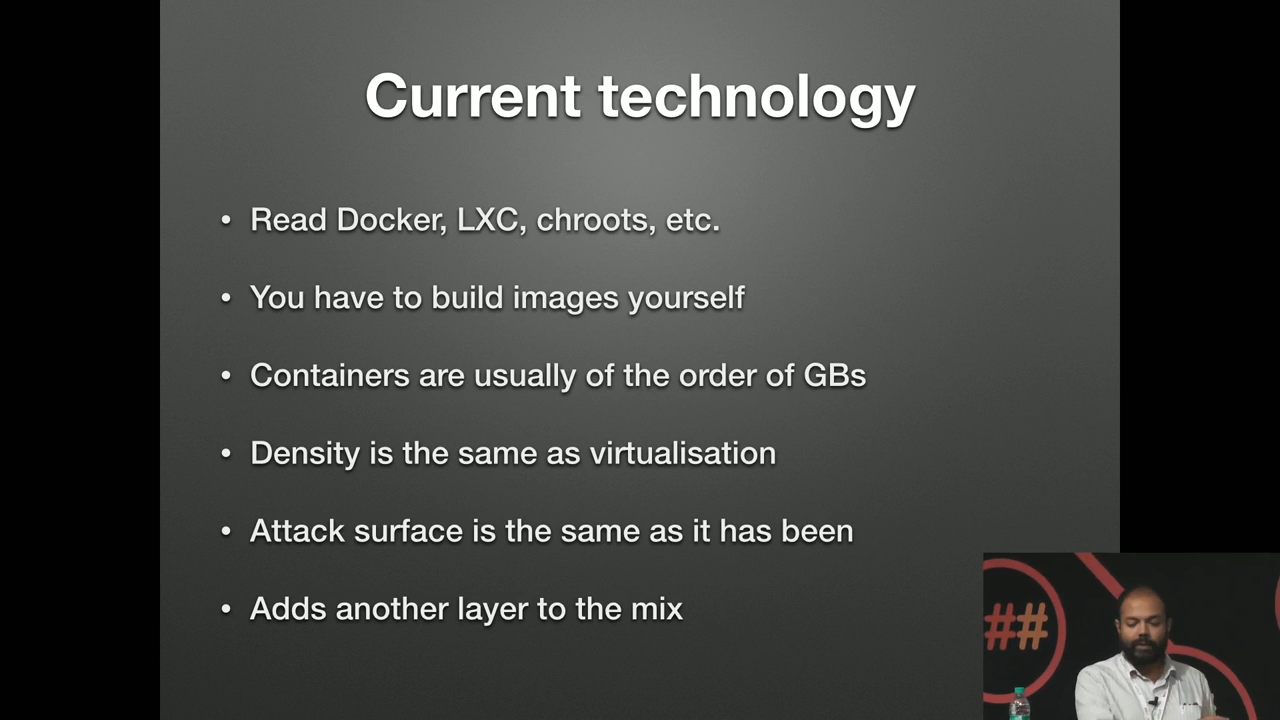 Current technology
• Read Docker, LXC, chroots, etc.
• You have to build images yourself
• Containers are usually of the order of GBs
• Density is the same as virtualisation
• Attack surface is the same as it has been
• Adds another layer to the mix
##